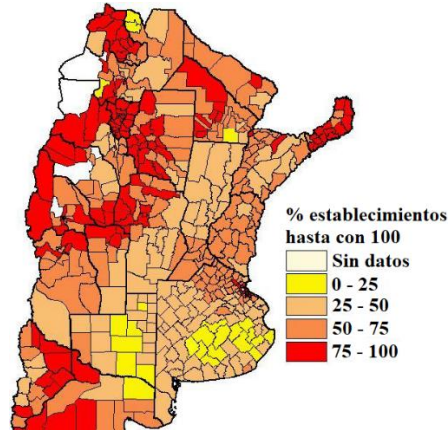 % establecimientos
hasta con 100
Sin datos
0 - 25
25 - 50
50 - 75
75 - 100